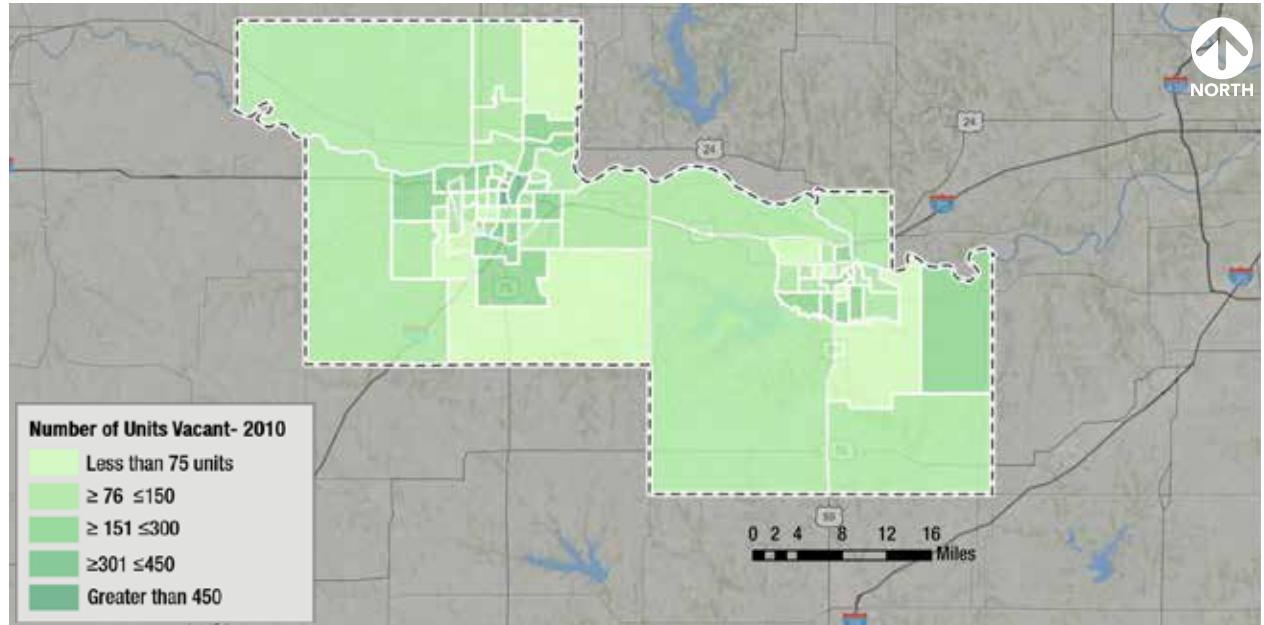 NORTH
24
24
75
59
Number of Units Vacant- 2010
Less than 75 units
≥ 76 ≤150
≥ 151 ≤300
≥301 ≤450
Greater than 450
0 2 4 8 12 16
Miles